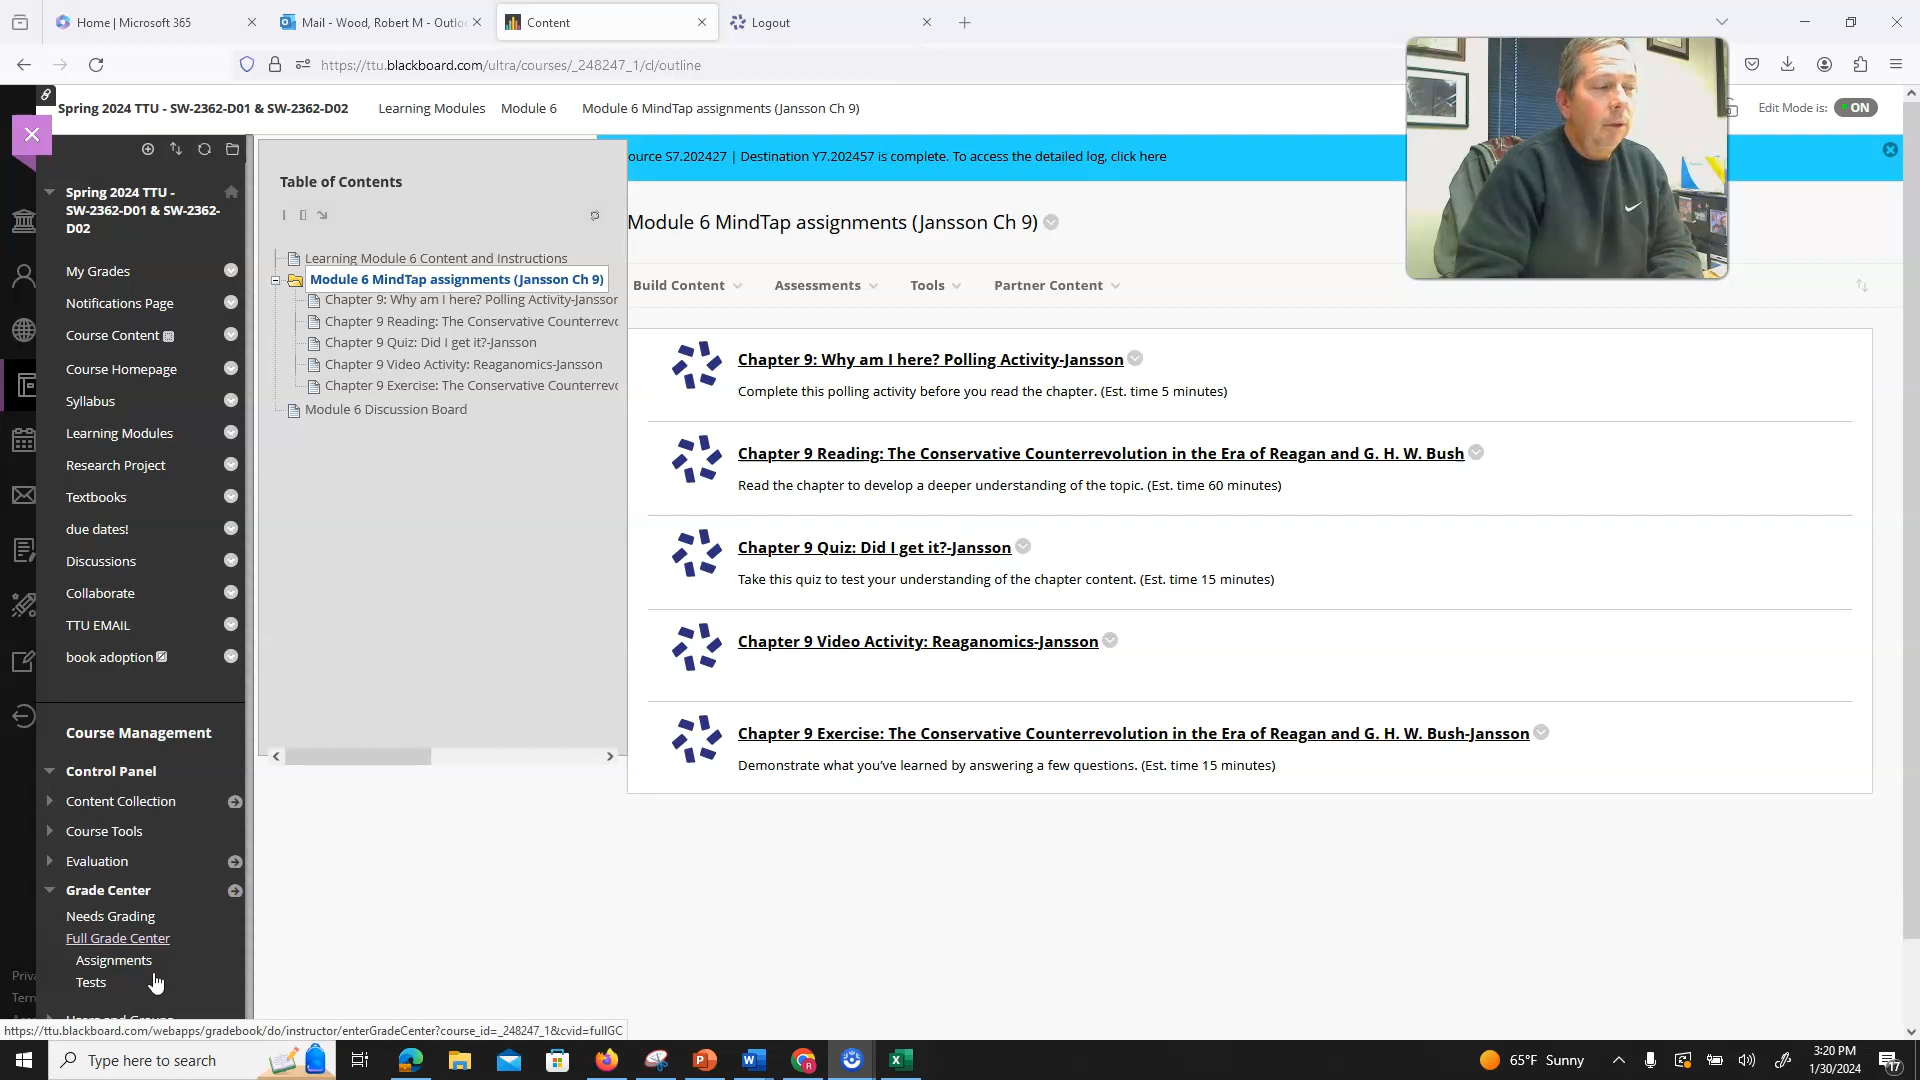 Home | Microsoft 365
Mail - Wood, Robert M - Outlo
Content
Logout
https://ttu.blackboard.com/ultra/courses/_248247_1/cl/outline
Spring 2024 TTU - SW-2362-D01 & SW-2362-D02
Learning Modules
Module 6
Module 6 MindTap assignments (Jansson Ch 9)
Edit Mode is:
ON
ource S7.202427 | Destination Y7.202457 is complete. To access the detailed log, click here
Spring 2024 TTU -
SW-2362-D01 & SW-2362-
D02
My Grades
Notifications Page
Course Content
Course Homepage
Syllabus
Learning Modules
Research Project
Textbooks
due dates!
Discussions
Collaborate
TTU EMAIL
book adoption
Course Management
Control Panel
Content Collection
Course Tools
Evaluation
Grade Center
Needs Grading
Full Grade Center
Assignments
Tests
Priva
Term
Table of Contents
Learning Module 6 Content and Instructions
Module 6 MindTap assignments (Jansson Ch 9)
Chapter 9: Why am I here? Polling Activity-Jansson
Chapter 9 Reading: The Conservative Counterrevo
Chapter 9 Quiz: Did I get it?-Jansson
Chapter 9 Video Activity: Reaganomics-Jansson
Chapter 9 Exercise: The Conservative Counterrevo
Module 6 Discussion Board
Module 6 MindTap assignments (Jansson Ch 9)
Build Content
Assessments
Tools
Partner Content
Chapter 9: Why am I here? Polling Activity-Jansson
Complete this polling activity before you read the chapter. (Est. time 5 minutes)
Chapter 9 Reading: The Conservative Counterrevolution in the Era of Reagan and G. H. W. Bush
Read the chapter to develop a deeper understanding of the topic. (Est. time 60 minutes)
Chapter 9 Quiz: Did I get it?-Jansson
Take this quiz to test your understanding of the chapter content. (Est. time 15 minutes)
Chapter 9 Video Activity: Reaganomics-Jansson
Chapter 9 Exercise: The Conservative Counterrevolution in the Era of Reagan and G. H. W. Bush-Jansson
Demonstrate what you've learned by answering a few questions. (Est. time 15 minutes)
https://ttu.blackboard.com/webapps/gradebook/do/instructor/enterGradeCenter?course_id=_248247_1&cvid=fullGC
Type here to search
65°F Sunny
3:20 PM
1/30/2024
17